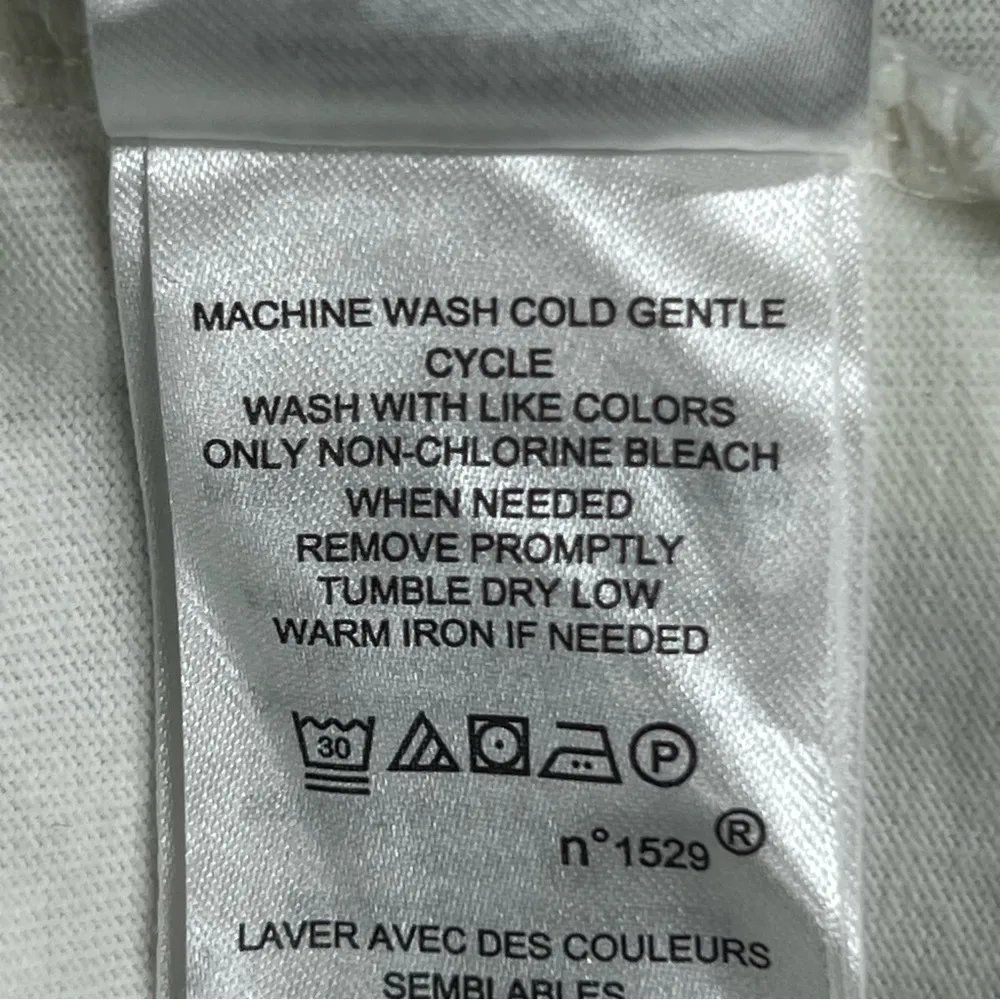 MACHINE WASH COLD GENTLE
CYCLE
WASH WITH LIKE COLORS
ONLY NON-CHLORINE BLEACH
WHEN NEEDED
REMOVE PROMPTLY
TUMBLE DRY LOW
WARM IRON IF NEEDED
30 P
n°1529®
LAVER AVEC DES COULEURS
SEMBLABLES